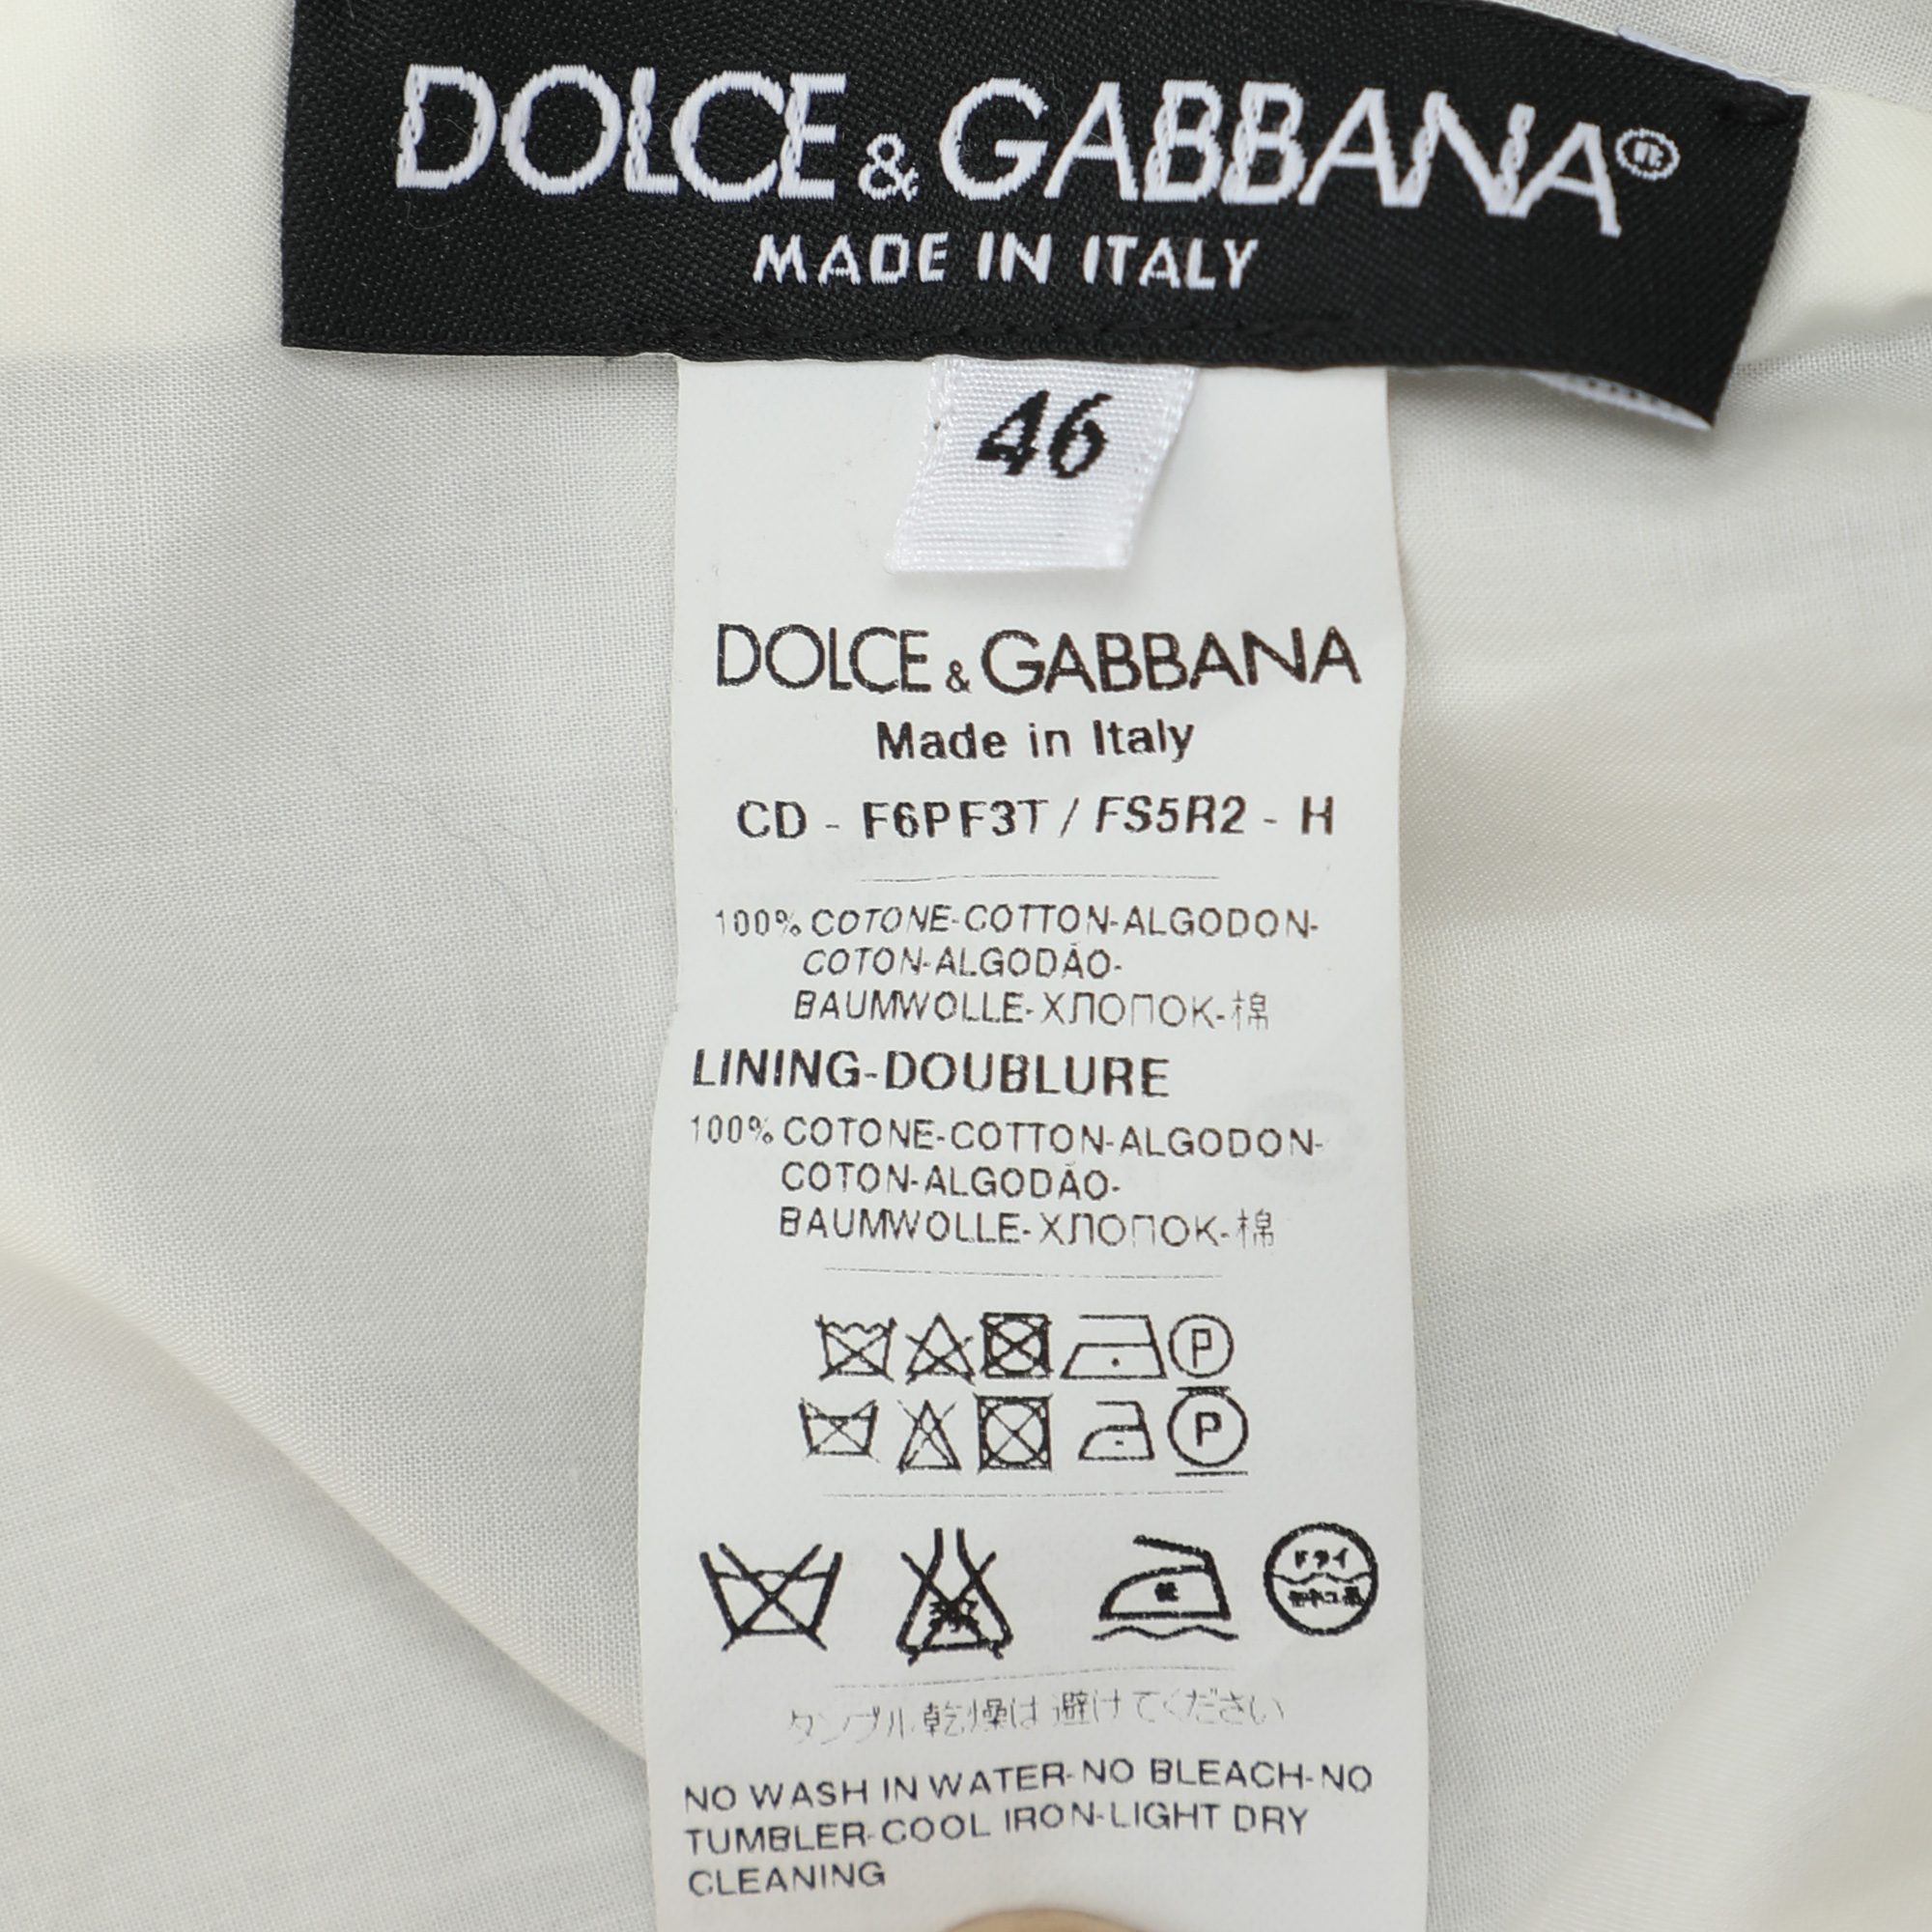 DOLCE & GABBANA®
MADE IN ITALY
46
DOLCE & GABBANA
Made in Italy
CD - F6PF3T / FS5R2 - H
100% COTONE-COTTON-ALGODON-
COTON-ALGODÃO-
BAUMWOLLE-ХЛОПОК-棉
LINING-DOUBLURE
100% COTONE-COTTON-ALGODON-
COTON-ALGODÃO-
BAUMWOLLE-ХЛОПОК-棉
P
P
ドライ
タンブル乾燥は避けてください
NO WASH IN WATER-NO BLEACH-NO
TUMBLER-COOL IRON-LIGHT DRY
CLEANING